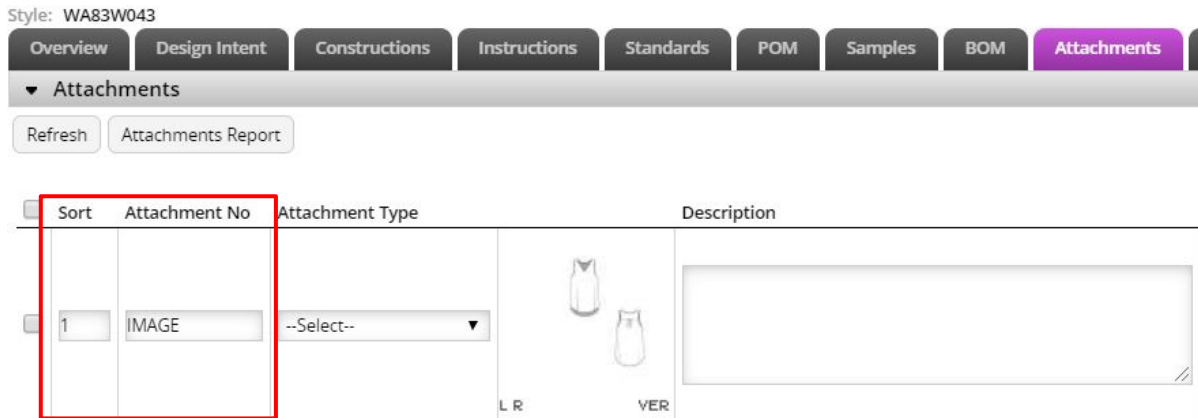 Style: WA83W043
Overview Design Intent Constructions Instructions Standards POM Samples BOM Attachments
Attachments
Refresh Attachments Report
Sort Attachment No Attachment Type Description
1 IMAGE --Select--
L R VER